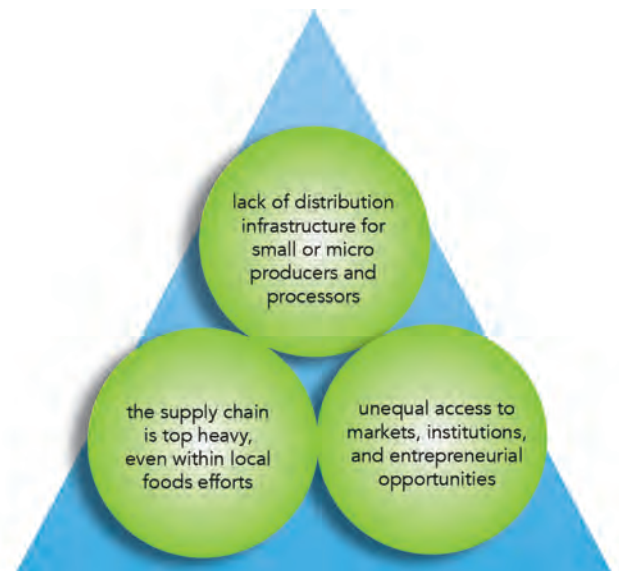 lack of distribution
infrastructure for
small or micro
producers and
processors
the supply chain
is top heavy,
even within local
foods efforts
unequal access to
markets, institutions,
and entrepreneurial
opportunities